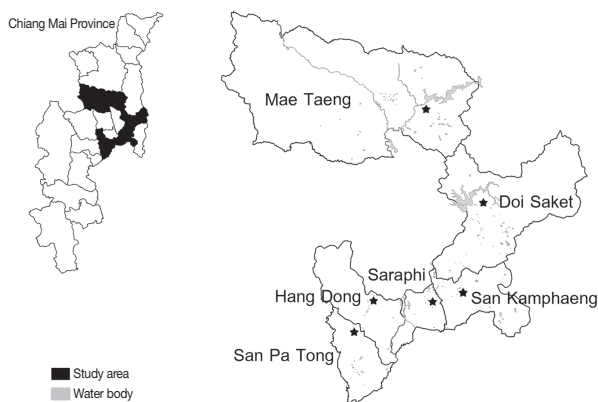 Chiang Mai Province
Mae Taeng
Doi Saket
Saraphi
Hang Dong
San Kamphaeng
San Pa Tong
Study area
Water body